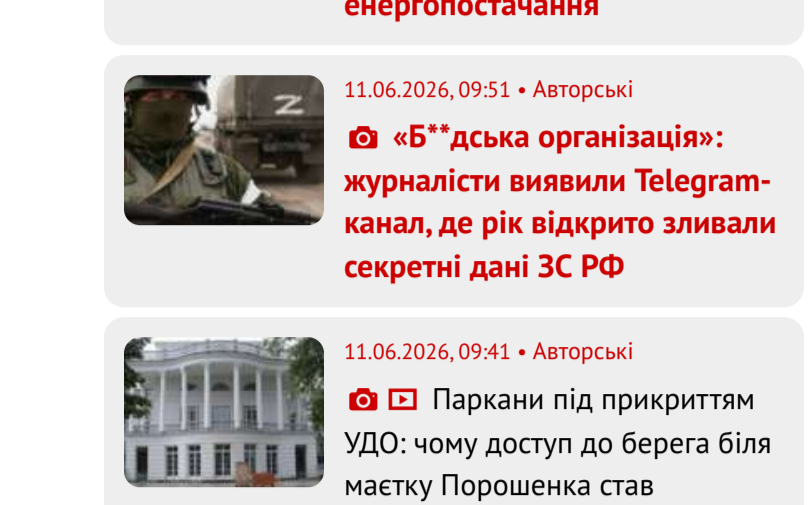 енергопостачання
11.06.2026, 09:51 • Авторські
«Б**дська організація»:
журналісти виявили Telegram-
канал, де рік відкрито зливали
секретні дані ЗС РФ
11.06.2026, 09:41 • Авторські
Паркани під прикриттям
УДО: чому доступ до берега біля
маєтку Порошенка став